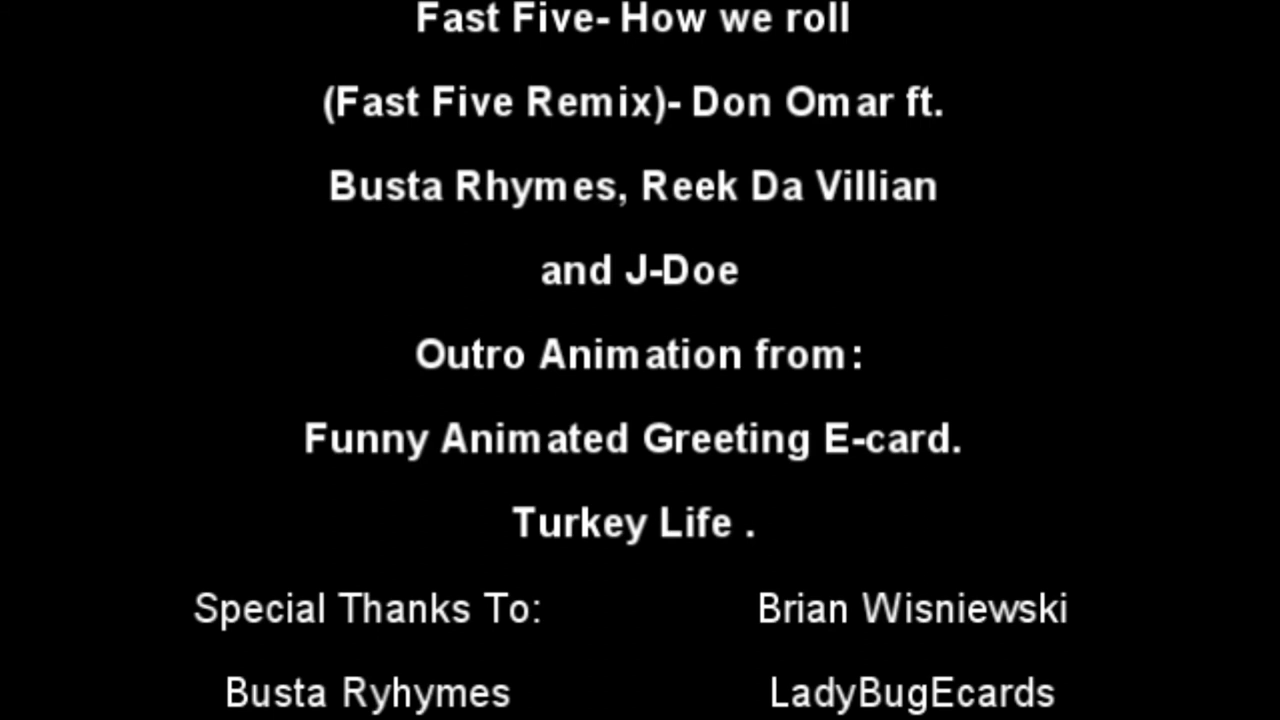 Fast Five- How we roll
(Fast Five Remix)- Don Omar ft.
Busta Rhymes, Reek Da Villian
and J-Doe
Outro Animation from:
Funny Animated Greeting E-card.
Turkey Life .
Special Thanks To: Brian Wisniewski
Busta Ryhymes LadyBugEcards